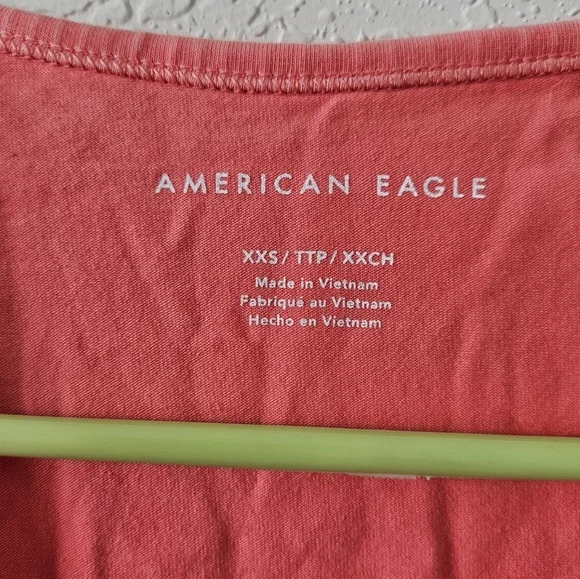 AMERICAN EAGLE
XXS / TTP / XXCH
Made in Vietnam
Fabriqué au Vietnam
Hecho en Vietnam